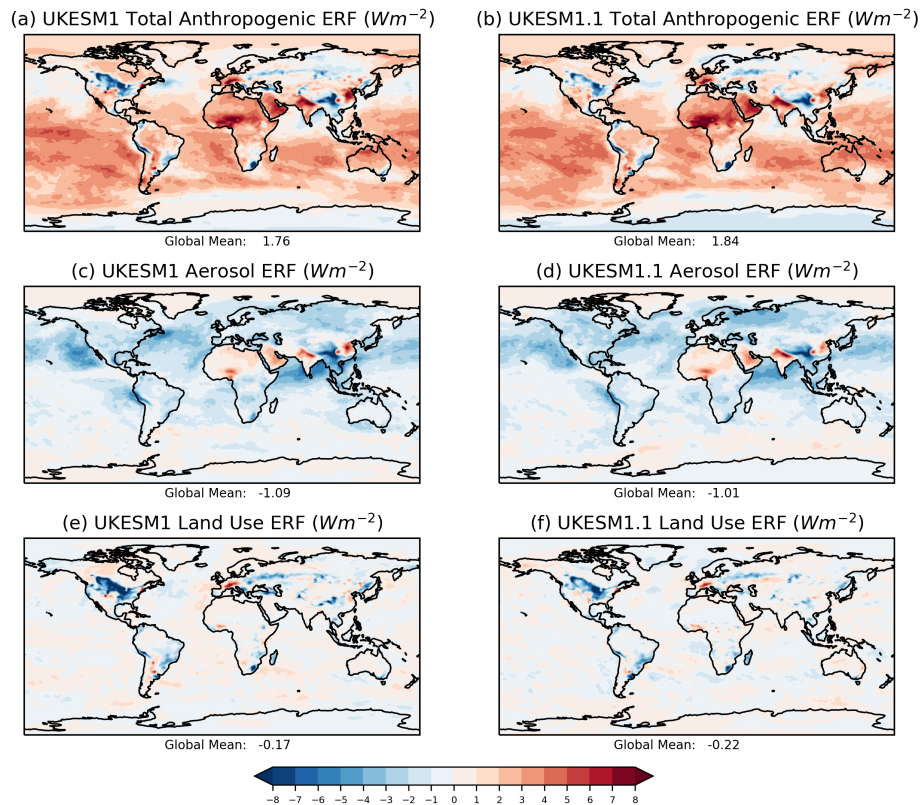 (a) UKESM1 Total Anthropogenic ERF (Wm⁻²)
(b) UKESM1.1 Total Anthropogenic ERF (Wm⁻²)
Global Mean: 1.76
Global Mean: 1.84
(c) UKESM1 Aerosol ERF (Wm⁻²)
(d) UKESM1.1 Aerosol ERF (Wm⁻²)
Global Mean: -1.09
Global Mean: -1.01
(e) UKESM1 Land Use ERF (Wm⁻²)
(f) UKESM1.1 Land Use ERF (Wm⁻²)
Global Mean: -0.17
Global Mean: -0.22
−8 −7 −6 −5 −4 −3 −2 −1 0 1 2 3 4 5 6 7 8